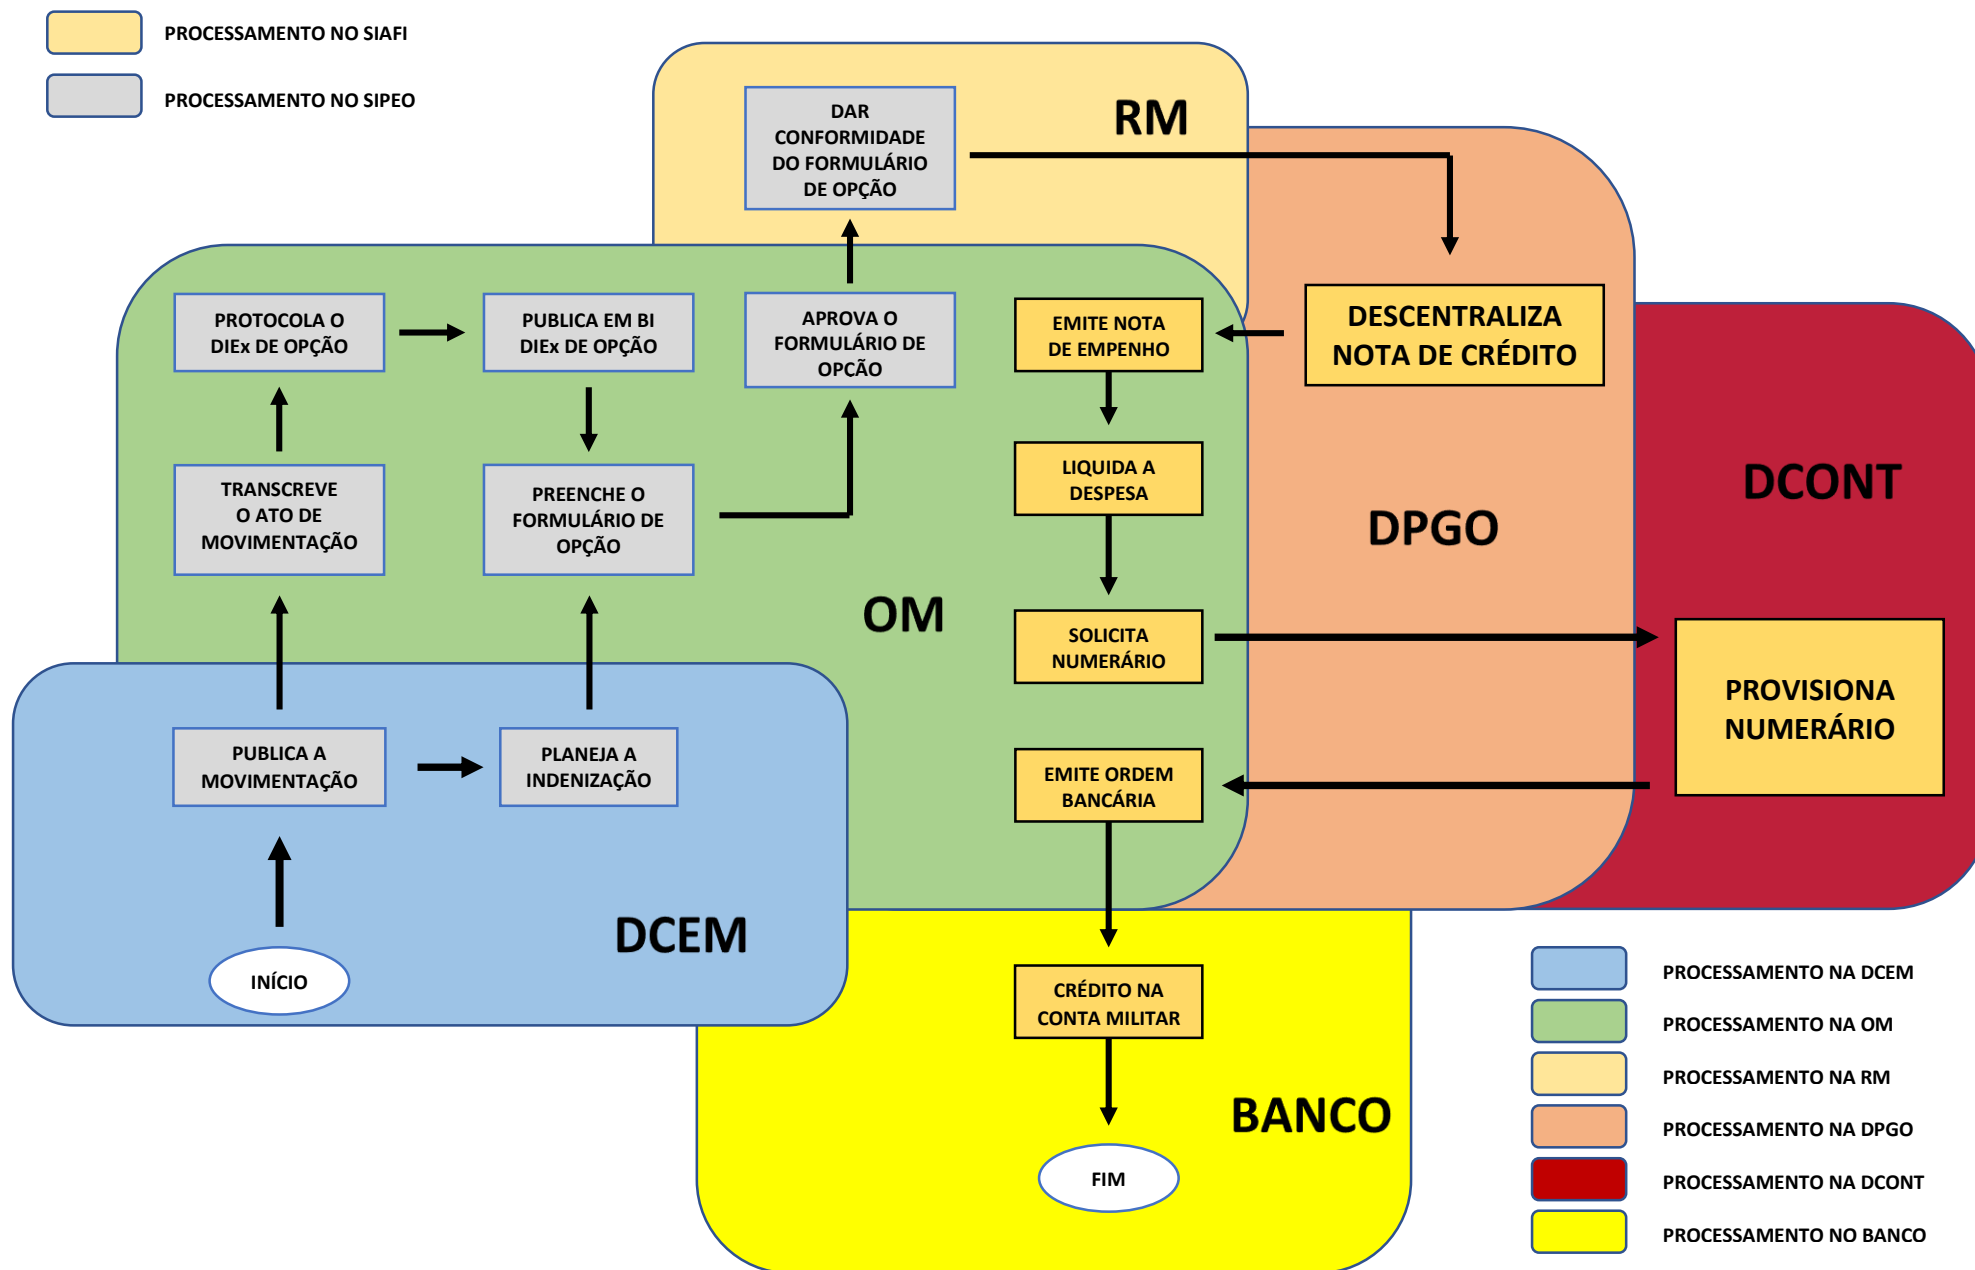 PROCESSAMENTO NO SIAFI
PROCESSAMENTO NO SIPEO
RM
DAR
CONFORMIDADE
DO FORMULÁRIO
DE OPÇÃO
PROTOCOLA O
DIEx DE OPÇÃO
PUBLICA EM BI
DIEx DE OPÇÃO
APROVA O
FORMULÁRIO DE
OPÇÃO
EMITE NOTA
DE EMPENHO
DESCENTRALIZA
NOTA DE CRÉDITO
TRANSCREVE
O ATO DE
MOVIMENTAÇÃO
PREENCHE O
FORMULÁRIO DE
OPÇÃO
LIQUIDA A
DESPESA
DPGO
DCONT
OM
SOLICITA
NUMERÁRIO
PROVISIONA
NUMERÁRIO
PUBLICA A
MOVIMENTAÇÃO
PLANEJA A
INDENIZAÇÃO
EMITE ORDEM
BANCÁRIA
DCEM
INÍCIO
CRÉDITO NA
CONTA MILITAR
BANCO
FIM
PROCESSAMENTO NA DCEM
PROCESSAMENTO NA OM
PROCESSAMENTO NA RM
PROCESSAMENTO NA DPGO
PROCESSAMENTO NA DCONT
PROCESSAMENTO NO BANCO